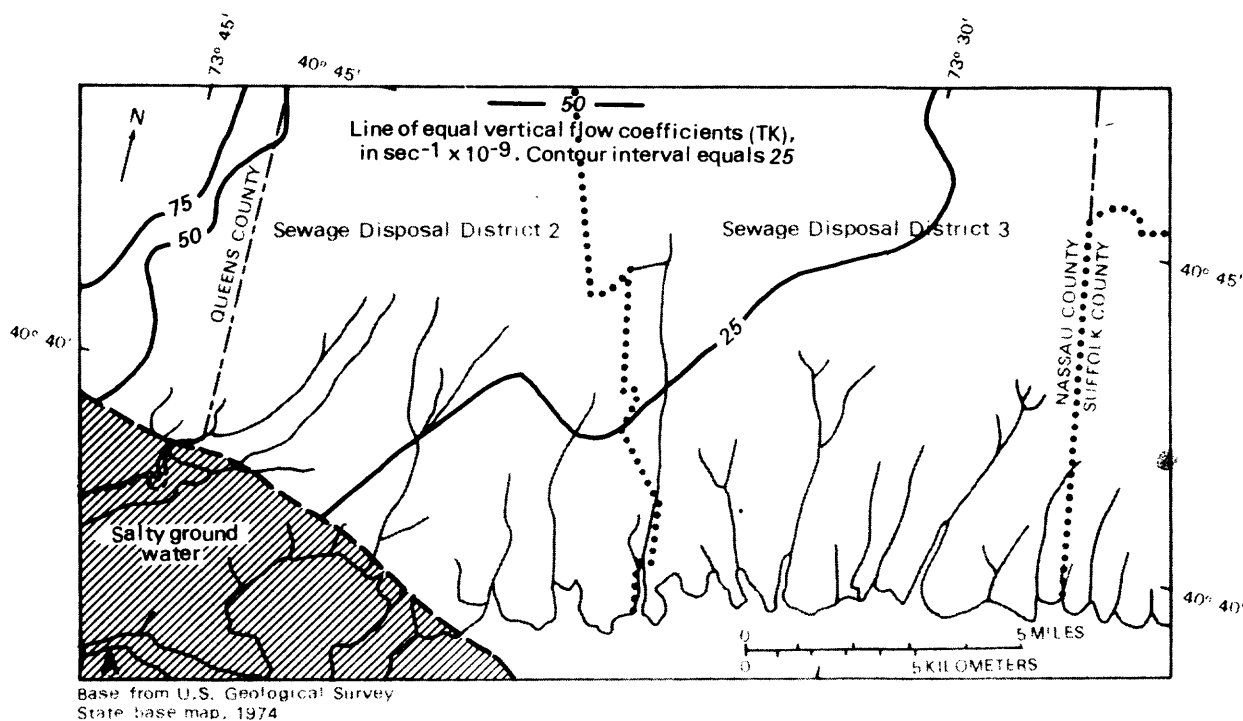 73° 45'
40° 45'
73° 30'
N
50
Line of equal vertical flow coefficients (TK),
in sec⁻¹ x 10⁻⁹. Contour interval equals 25
75
50
QUEENS COUNTY
Sewage Disposal District 2
Sewage Disposal District 3
40° 45'
40° 40'
25
NASSAU COUNTY
SUFFOLK COUNTY
Salty ground
water
40° 40'
0 5 MILES
0 5 KILOMETERS
Base from U.S. Geological Survey
State base map, 1974